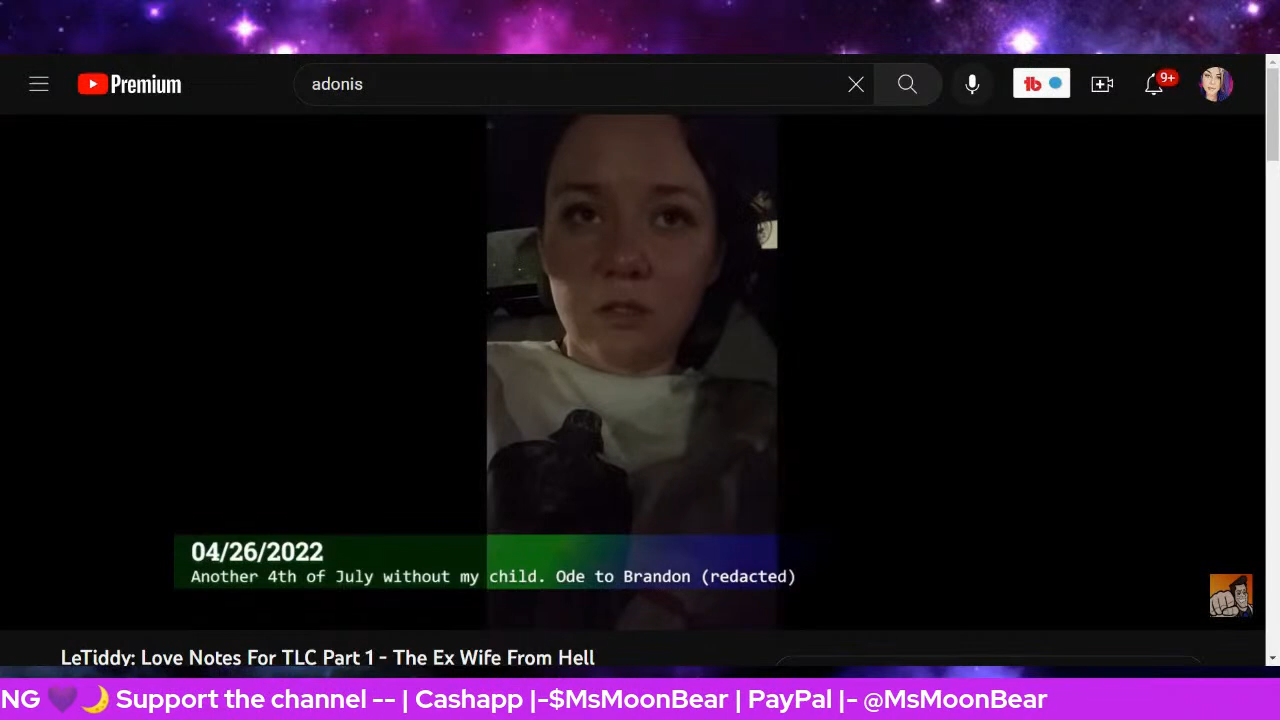 Premium
adonis
9+
04/26/2022
Another 4th of July without my child. Ode to Brandon (redacted)
LeTiddy: Love Notes For TLC Part 1 - The Ex Wife From Hell
NG 💜🌙 Support the channel -- | Cashapp |-$MsMoonBear | PayPal |- @MsMoonBear